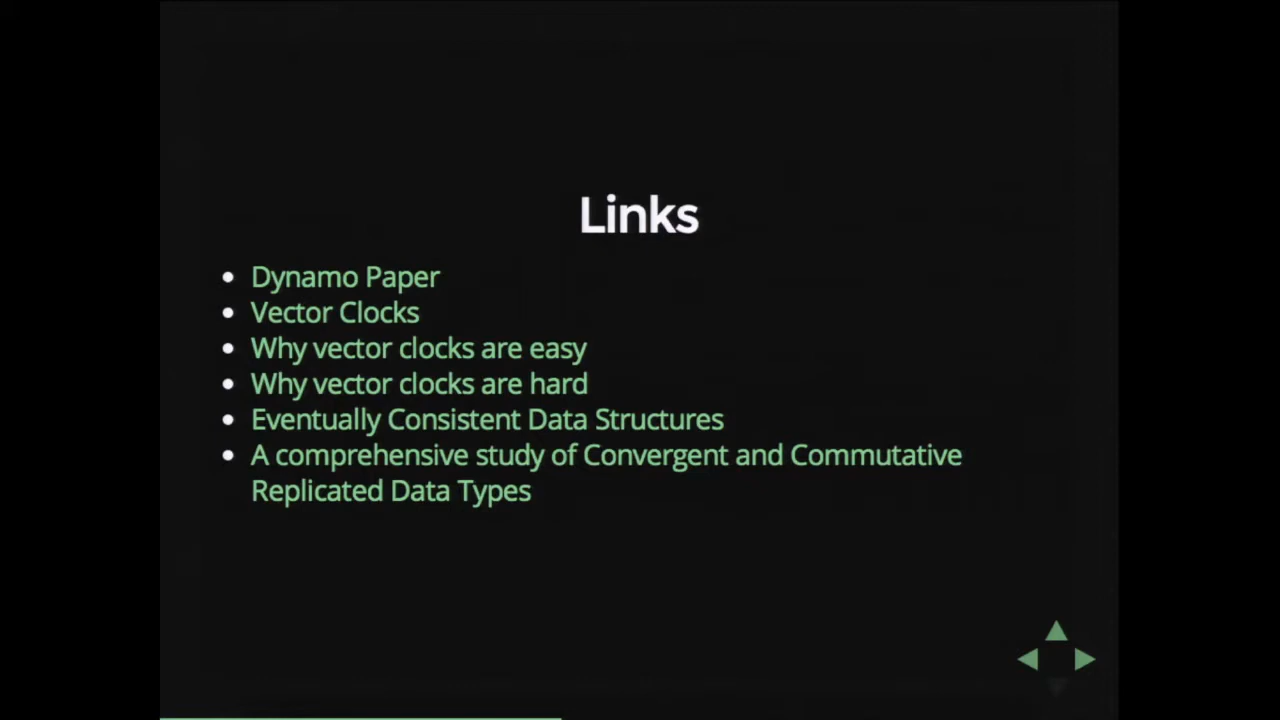 Links
Dynamo Paper
Vector Clocks
Why vector clocks are easy
Why vector clocks are hard
Eventually Consistent Data Structures
A comprehensive study of Convergent and Commutative
Replicated Data Types